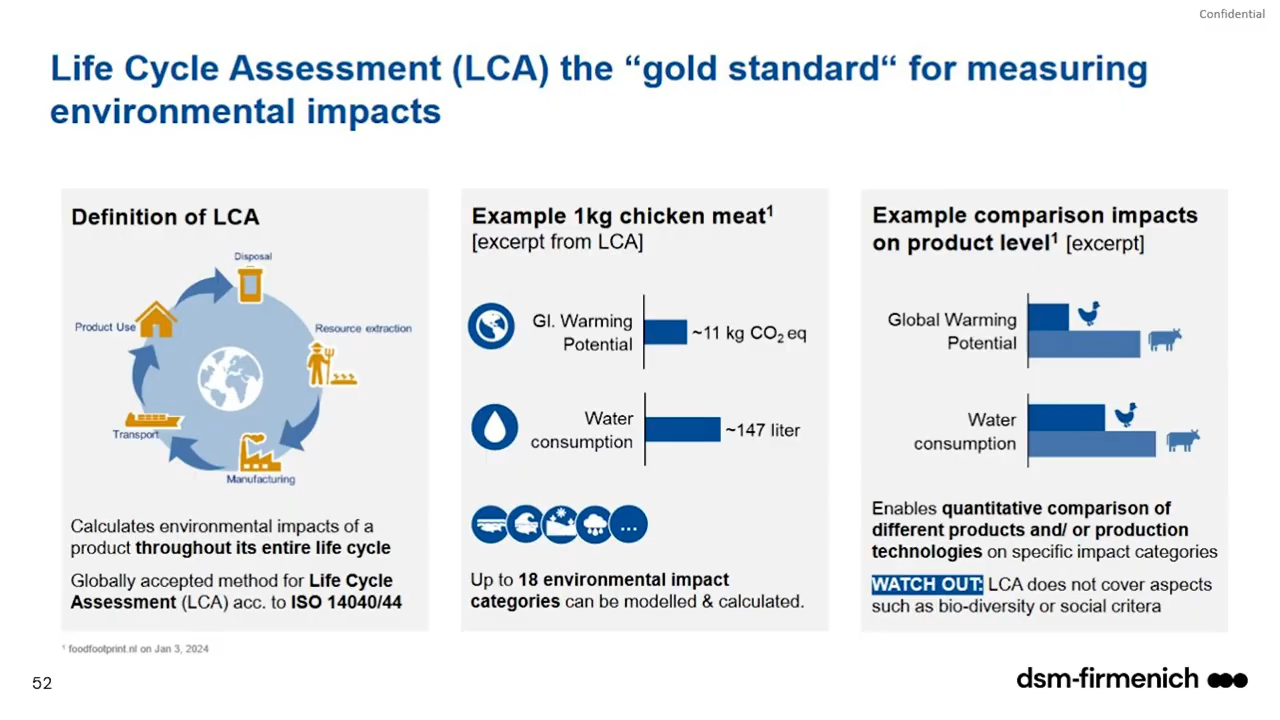 Confidential
Life Cycle Assessment (LCA) the “gold standard“ for measuring
environmental impacts
Definition of LCA
Disposal
Product Use
Resource extraction
Transport
Manufacturing
Calculates environmental impacts of a
product throughout its entire life cycle
Globally accepted method for Life Cycle
Assessment (LCA) acc. to ISO 14040/44
Example 1kg chicken meat¹
[excerpt from LCA]
Gl. Warming
Potential
~11 kg CO₂ eq
Water
consumption
~147 liter
...
Up to 18 environmental impact
categories can be modelled & calculated.
Example comparison impacts
on product level¹ [excerpt]
Global Warming
Potential
Water
consumption
Enables quantitative comparison of
different products and/ or production
technologies on specific impact categories
WATCH OUT: LCA does not cover aspects
such as bio-diversity or social critera
¹ foodfootprint.nl on Jan 3, 2024
52
dsm-firmenich